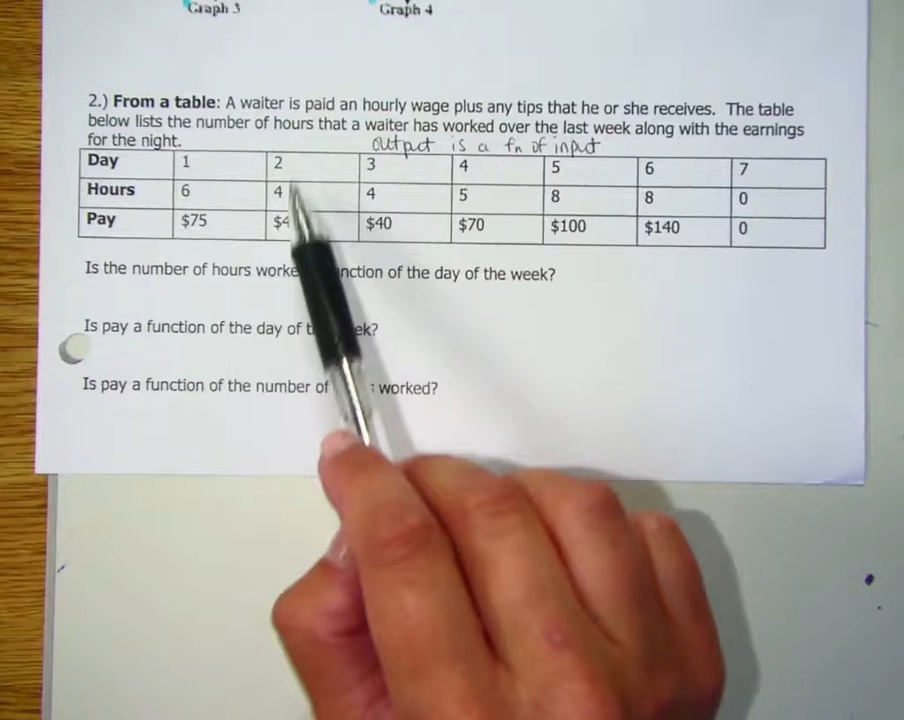 Graph 3 Graph 4
2.) From a table: A waiter is paid an hourly wage plus any tips that he or she receives. The table
below lists the number of hours that a waiter has worked over the last week along with the earnings
for the night. output is a fn of input
Day 1 2 3 4 5 6 7
Hours 6 4 4 5 8 8 0
Pay $75 $4 $40 $70 $100 $140 0
Is the number of hours of the day of the week?
Is pay a function of the day of
Is pay a function of the number of worked?